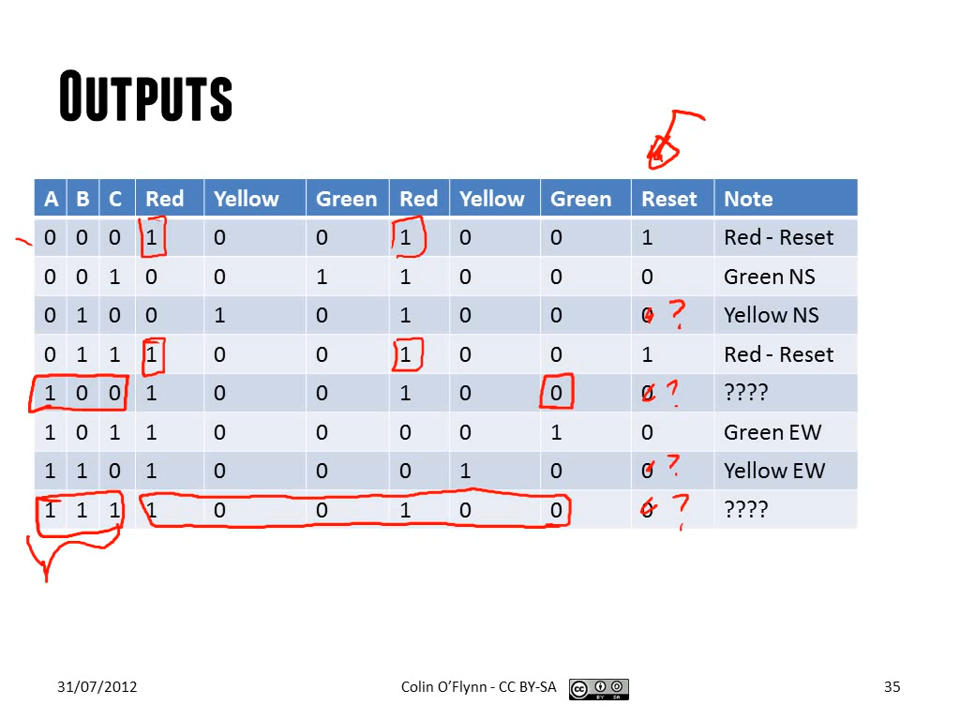 OUTPUTS
A B C Red Yellow Green Red Yellow Green Reset Note
0 0 0 1 0 0 1 0 0 1 Red - Reset
0 0 1 0 0 1 1 0 0 0 Green NS
0 1 0 0 1 0 1 0 0 0 ? Yellow NS
0 1 1 1 0 0 1 0 0 1 Red - Reset
1 0 0 1 0 0 1 0 0 0 ? ????
1 0 1 1 0 0 0 0 1 0 Green EW
1 1 0 1 0 0 0 1 0 0 ? Yellow EW
1 1 1 1 0 0 1 0 0 0 ? ????
31/07/2012 Colin O'Flynn - CC BY-SA cc BY SA 35